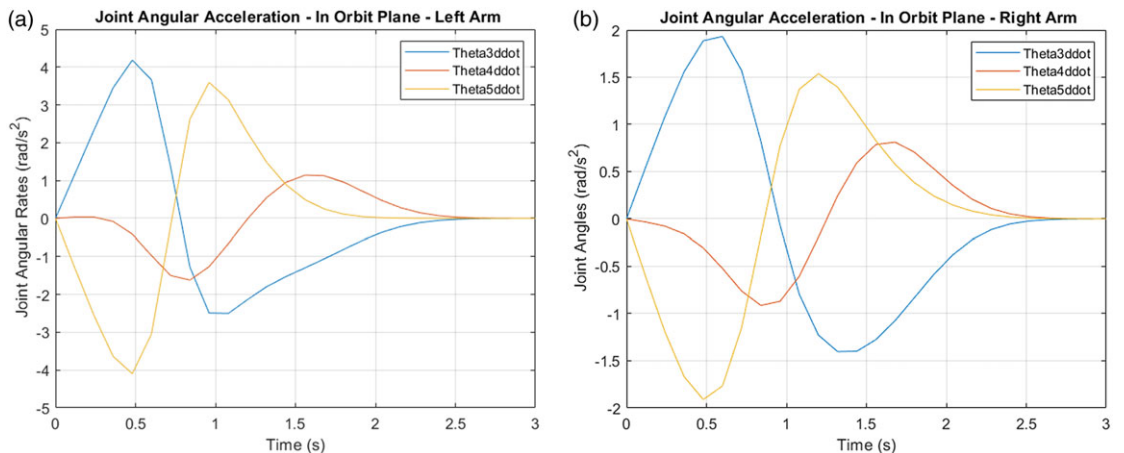 (a)
Joint Angular Acceleration - In Orbit Plane - Left Arm
Joint Angular Rates (rad/s²)
5
4
3
2
1
0
-1
-2
-3
-4
-5
Theta3ddot
Theta4ddot
Theta5ddot
0 0.5 1 1.5 2 2.5 3
Time (s)
(b)
Joint Angular Acceleration - In Orbit Plane - Right Arm
Joint Angles (rad/s²)
2
1.5
1
0.5
0
-0.5
-1
-1.5
-2
Theta3ddot
Theta4ddot
Theta5ddot
0 0.5 1 1.5 2 2.5 3
Time (s)